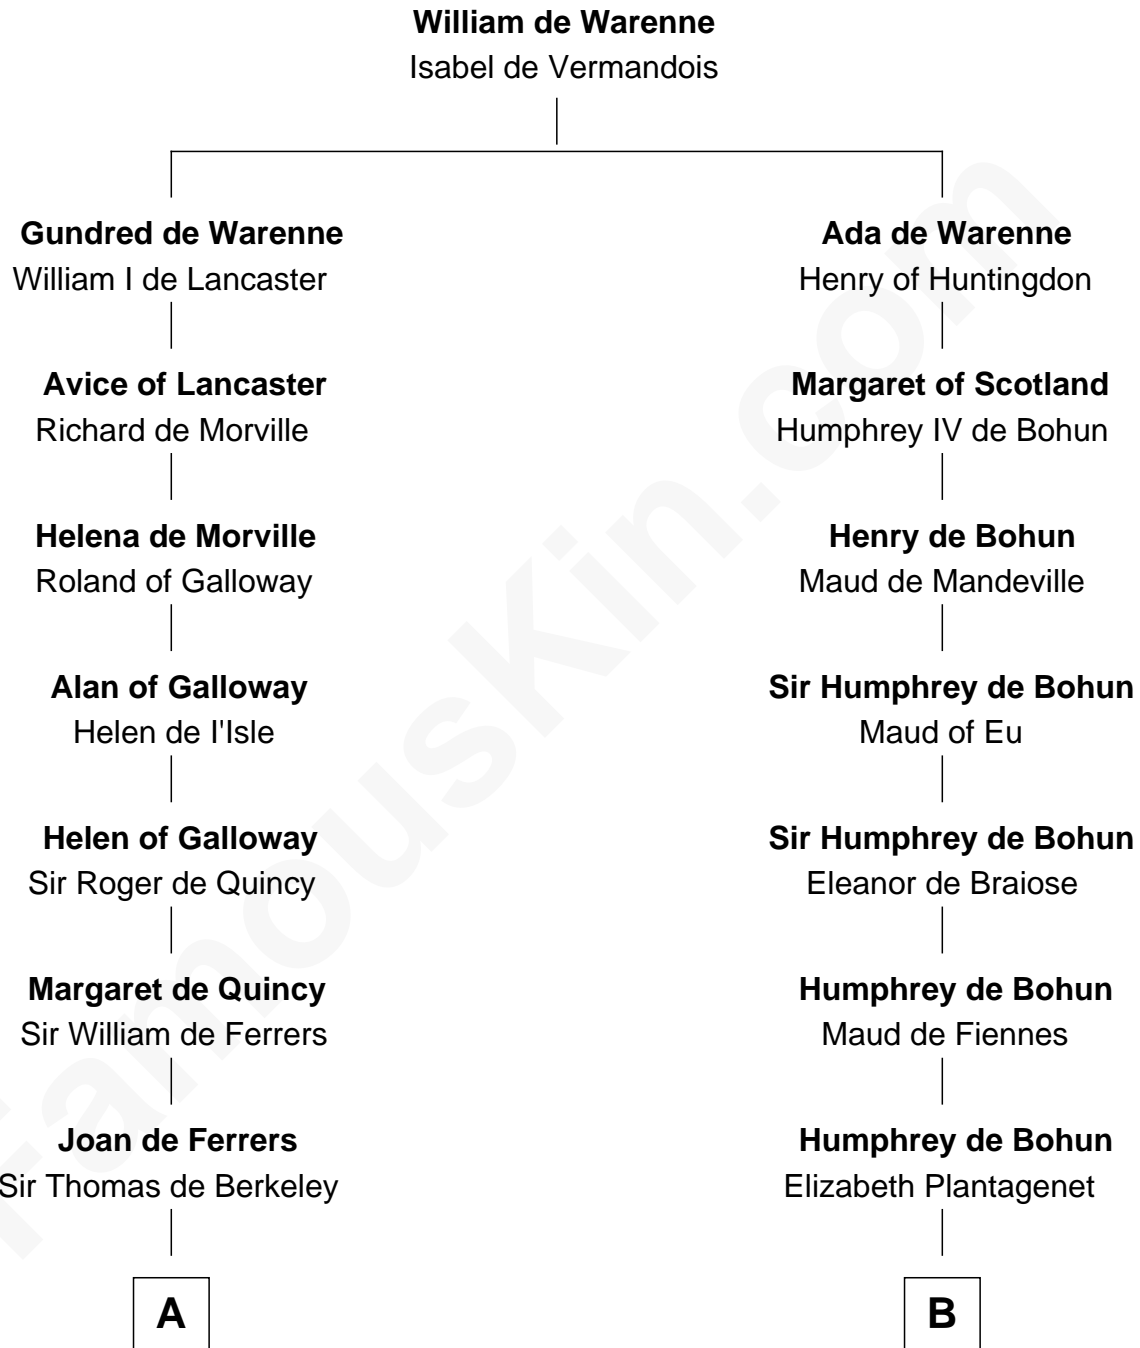 William de Warenne
Isabel de Vermandois
Gundred de Warenne
William I de Lancaster
Avice of Lancaster
Richard de Morville
Helena de Morville
Roland of Galloway
Alan of Galloway
Helen de I'Isle
Helen of Galloway
Sir Roger de Quincy
Margaret de Quincy
Sir William de Ferrers
Joan de Ferrers
Sir Thomas de Berkeley
A
Ada de Warenne
Henry of Huntingdon
Margaret of Scotland
Humphrey IV de Bohun
Henry de Bohun
Maud de Mandeville
Sir Humphrey de Bohun
Maud of Eu
Sir Humphrey de Bohun
Eleanor de Braiose
Humphrey de Bohun
Maud de Fiennes
Humphrey de Bohun
Elizabeth Plantagenet
B
FamousKin.com